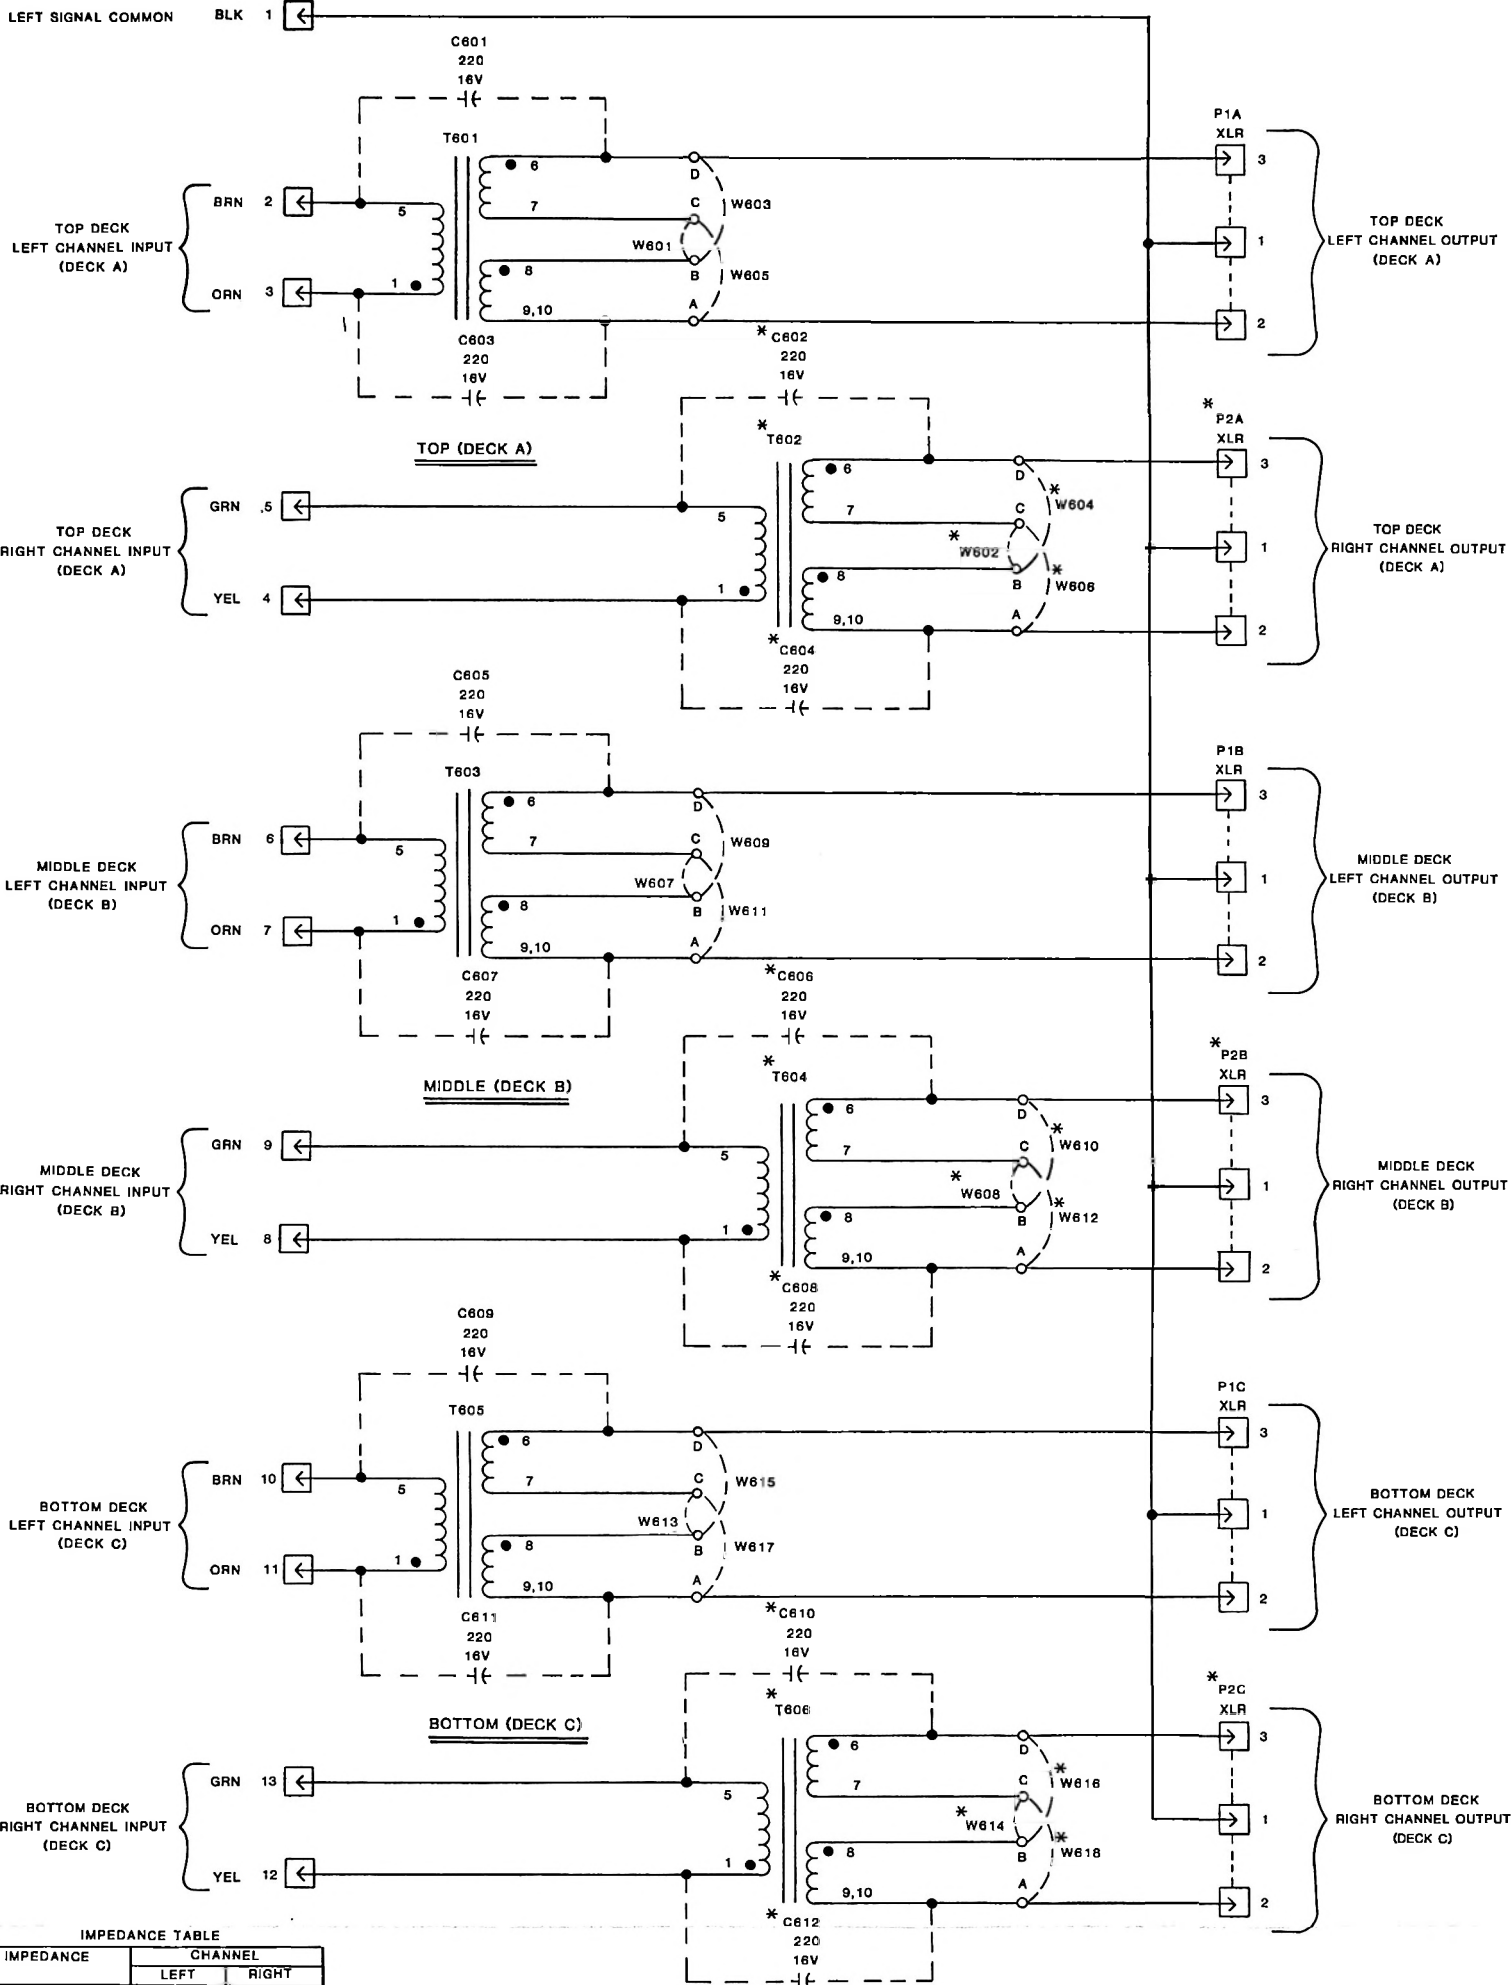 LEFT SIGNAL COMMON BLK 1
C601
220
16V
T601
P1A
XLR
3
6
D
BRN 2
5
7
C
W603
TOP DECK
LEFT CHANNEL INPUT
(DECK A)
W601
1
TOP DECK
LEFT CHANNEL OUTPUT
(DECK A)
8
B
W605
ORN 3
1
9,10
A
2
C603
220
16V
*C602
220
16V
TOP (DECK A)
*T602
*P2A
XLR
3
6
D
GRN 5
5
7
C
*W604
TOP DECK
RIGHT CHANNEL INPUT
(DECK A)
*W602
1
TOP DECK
RIGHT CHANNEL OUTPUT
(DECK A)
8
B
*W606
YEL 4
1
9,10
A
2
*C604
220
16V
C605
220
16V
T603
P1B
XLR
3
6
D
BRN 6
5
7
C
W609
MIDDLE DECK
LEFT CHANNEL INPUT
(DECK B)
W607
1
MIDDLE DECK
LEFT CHANNEL OUTPUT
(DECK B)
8
B
W611
ORN 7
1
9,10
A
2
C607
220
16V
*C606
220
16V
MIDDLE (DECK B)
*T604
*P2B
XLR
3
6
D
GRN 9
5
7
C
*W610
MIDDLE DECK
RIGHT CHANNEL INPUT
(DECK B)
*W608
1
MIDDLE DECK
RIGHT CHANNEL OUTPUT
(DECK B)
8
B
*W612
YEL 8
1
9,10
A
2
*C608
220
16V
C609
220
16V
T605
P1C
XLR
3
6
D
BRN 10
5
7
C
W615
BOTTOM DECK
LEFT CHANNEL INPUT
(DECK C)
W613
1
BOTTOM DECK
LEFT CHANNEL OUTPUT
(DECK C)
8
B
W617
ORN 11
1
9,10
A
2
C611
220
16V
*C610
220
16V
BOTTOM (DECK C)
*T606
*P2C
XLR
3
6
D
GRN 13
5
7
C
*W616
BOTTOM DECK
RIGHT CHANNEL INPUT
(DECK C)
*W614
1
BOTTOM DECK
RIGHT CHANNEL OUTPUT
(DECK C)
8
B
*W618
YEL 12
1
9,10
A
2
*C612
220
16V
IMPEDANCE TABLE
IMPEDANCE CHANNEL
LEFT RIGHT